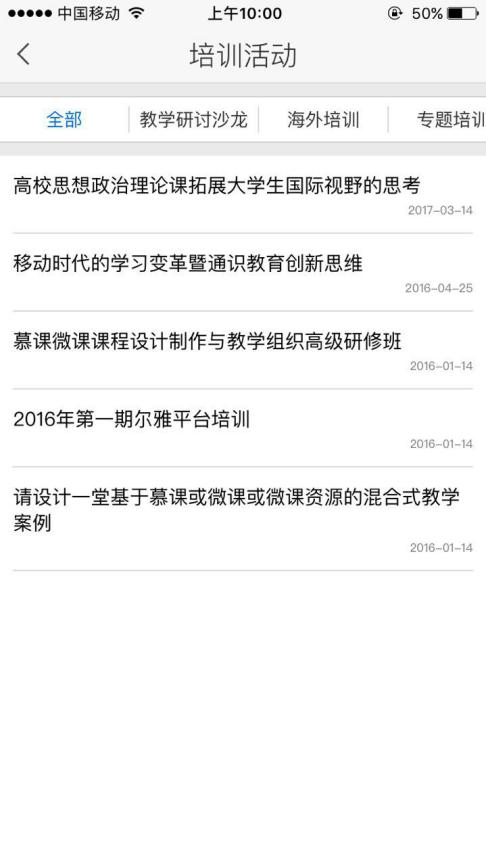 中国移动 上午10:00 50%
培训活动
全部 教学研讨沙龙 海外培训 专题培训
高校思想政治理论课拓展大学生国际视野的思考
2017-03-14
移动时代的学习变革暨通识教育创新思维
2016-04-25
慕课微课课程设计制作与教学组织高级研修班
2016-01-14
2016年第一期尔雅平台培训
2016-01-14
请设计一堂基于慕课或微课或微课资源的混合式教学
案例
2016-01-14